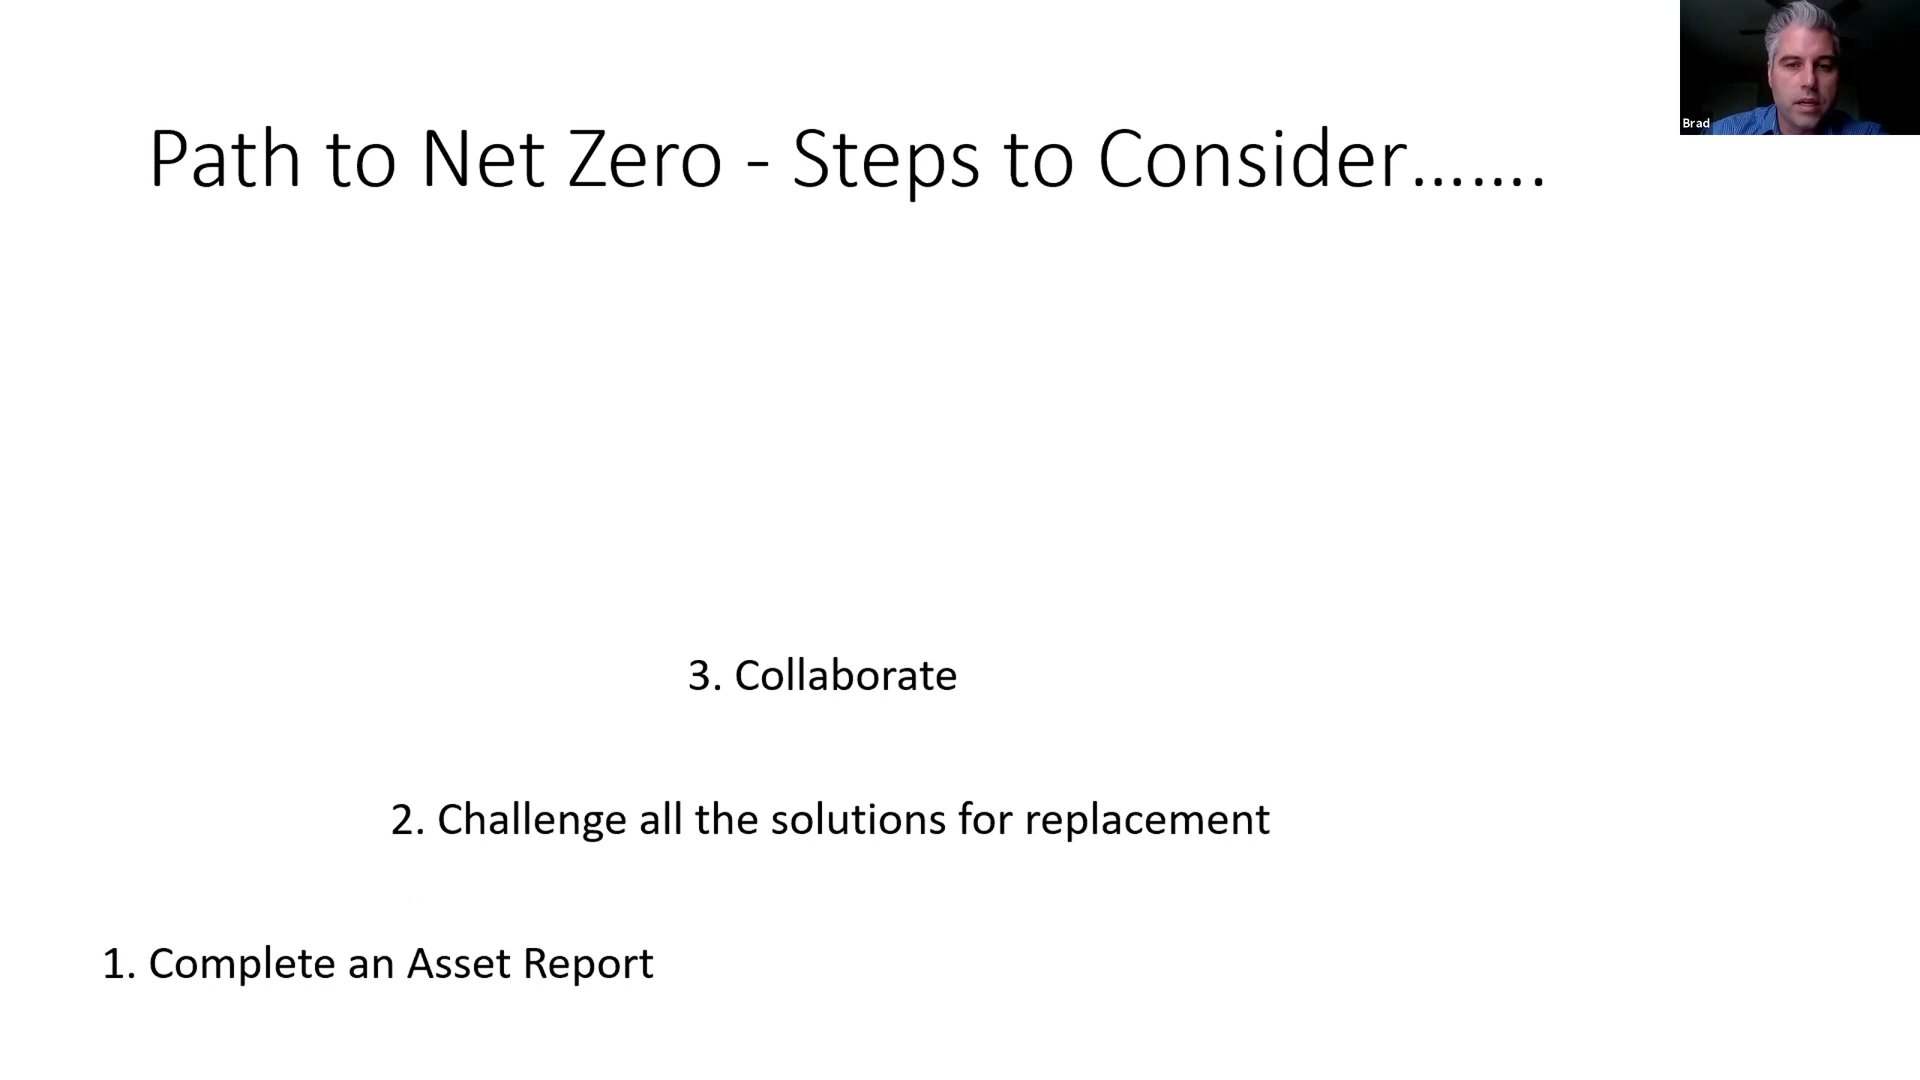 Path to Net Zero - Steps to Consider.......
Brad
3. Collaborate
2. Challenge all the solutions for replacement
1. Complete an Asset Report